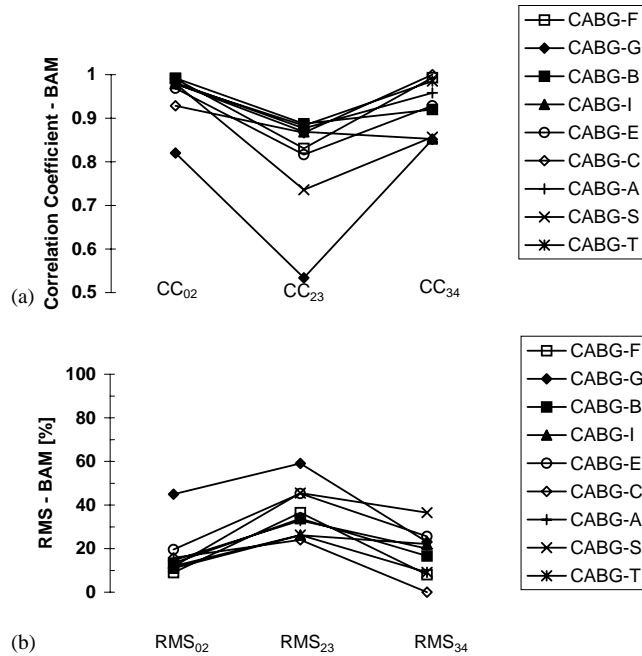 (a)
Correlation Coefficient - BAM
1
0.9
0.8
0.7
0.6
0.5
CC02
CC23
CC34
CABG-F
CABG-G
CABG-B
CABG-I
CABG-E
CABG-C
CABG-A
CABG-S
CABG-T
(b)
RMS - BAM [%]
100
80
60
40
20
0
RMS02
RMS23
RMS34
CABG-F
CABG-G
CABG-B
CABG-I
CABG-E
CABG-C
CABG-A
CABG-S
CABG-T